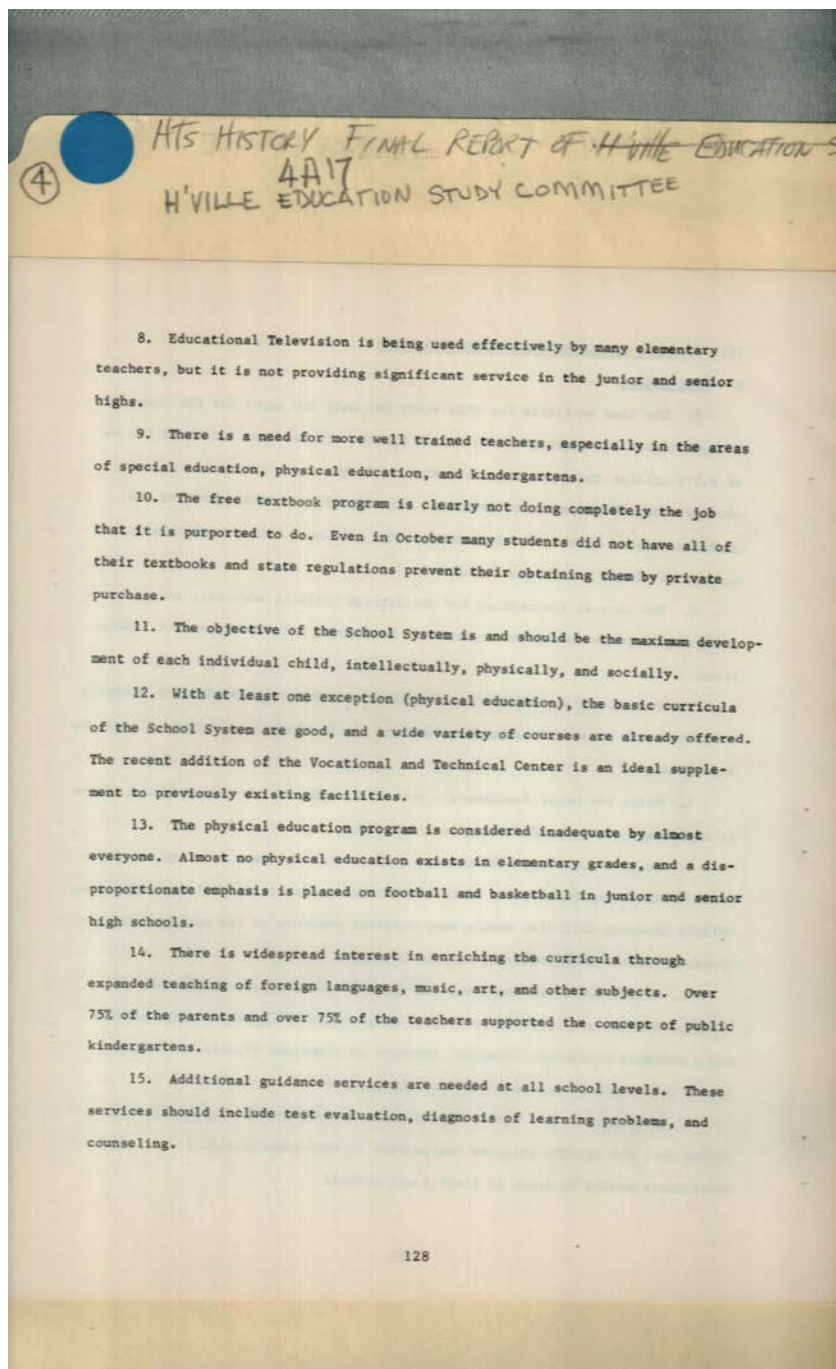 HTS HISTORY FINAL REPORT OF H'ville EDUCATION S
4
4A17
H'VILLE EDUCATION STUDY COMMITTEE
8. Educational Television is being used effectively by many elementary
teachers, but it is not providing significant service in the junior and senior
highs.
9. There is a need for more well trained teachers, especially in the areas
of special education, physical education, and kindergartens.
10. The free textbook program is clearly not doing completely the job
that it is purported to do. Even in October many students did not have all of
their textbooks and state regulations prevent their obtaining them by private
purchase.
11. The objective of the School System is and should be the maximum develop-
ment of each individual child, intellectually, physically, and socially.
12. With at least one exception (physical education), the basic curricula
of the School System are good, and a wide variety of courses are already offered.
The recent addition of the Vocational and Technical Center is an ideal supple-
ment to previously existing facilities.
13. The physical education program is considered inadequate by almost
everyone. Almost no physical education exists in elementary grades, and a dis-
proportionate emphasis is placed on football and basketball in junior and senior
high schools.
14. There is widespread interest in enriching the curricula through
expanded teaching of foreign languages, music, art, and other subjects. Over
75% of the parents and over 75% of the teachers supported the concept of public
kindergartens.
15. Additional guidance services are needed at all school levels. These
services should include test evaluation, diagnosis of learning problems, and
counseling.
128